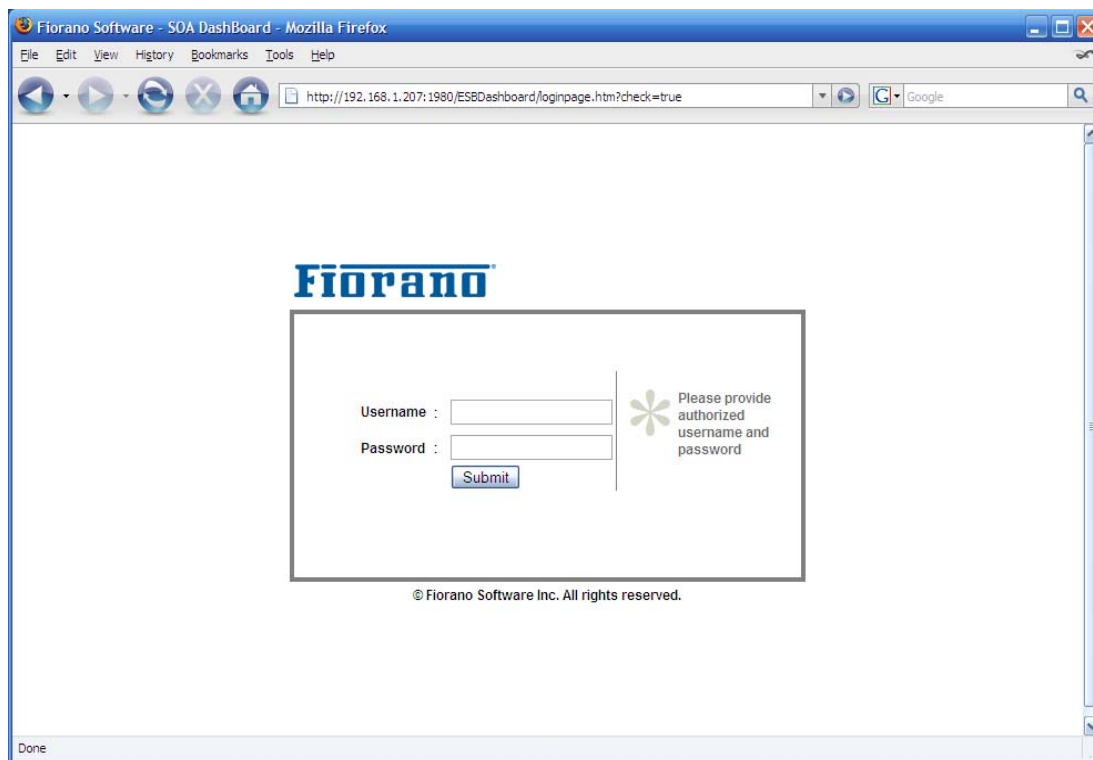 Fiorano Software - SOA DashBoard - Mozilla Firefox
File Edit View History Bookmarks Tools Help
http://192.168.1.207:1980/ESBDashboard/loginpage.htm?check=true
G Google
Fiorano
Username :
Password :
Submit
Please provide
authorized
username and
password
© Fiorano Software Inc. All rights reserved.
Done